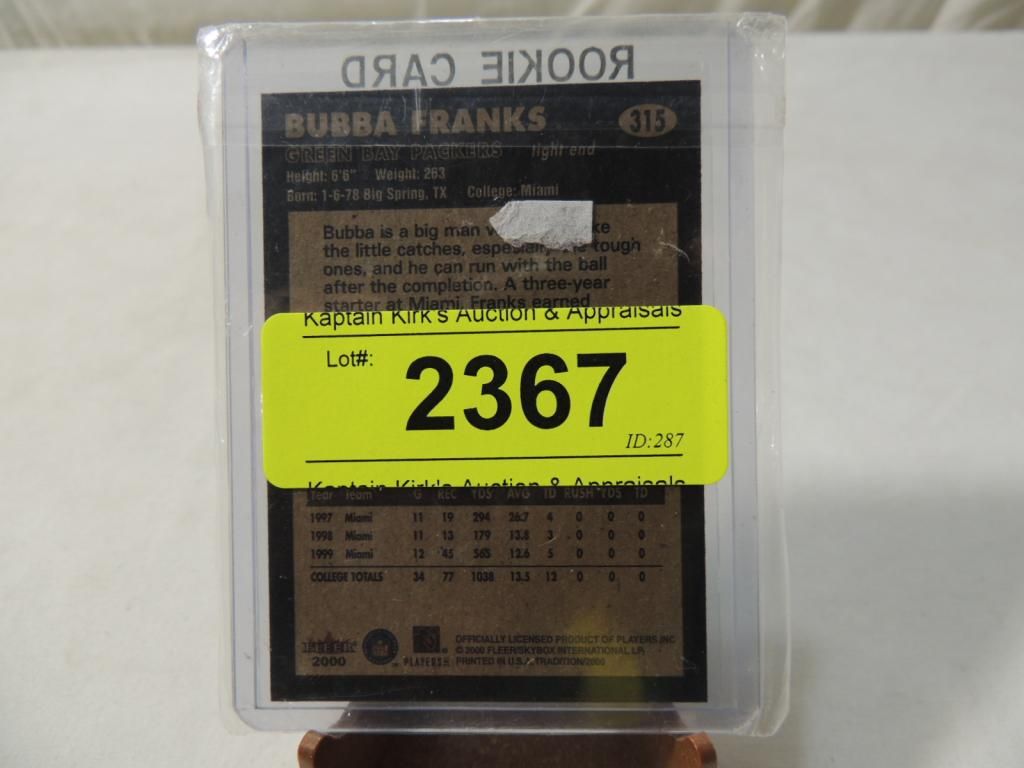 ROOKIE CARD
BUBBA FRANKS 315
GREEN BAY PACKERS tight end
Height: 6'6" Weight: 263
Born: 1-6-78 Big Spring, TX College: Miami
Bubba is a big man
the little catches, tough
ones, and he can run with the ball
after the completion. A three-year
starter at Miami, Franks earned
Kaptain Kirk's Auction & Appraisals
Lot#: 2367
ID:287
Kaptain Kirk's Auction & Appraisals
Year Team G REC YDS AVG TD RUSH YDS TD
1997 Miami 11 19 294 26.7 4 0 0 0
1998 Miami 11 13 179 13.8 3 0 0 0
1999 Miami 12 45 565 12.6 5 0 0 0
COLLEGE TOTALS 34 77 1038 13.5 12 0 0 0
FLEER
2000
PLAYERS
OFFICIALLY LICENSED PRODUCT OF PLAYERS INC
© 2000 FLEER/SKYBOX INTERNATIONAL LP.
PRINTED IN U.S.A. TRADITION/2000